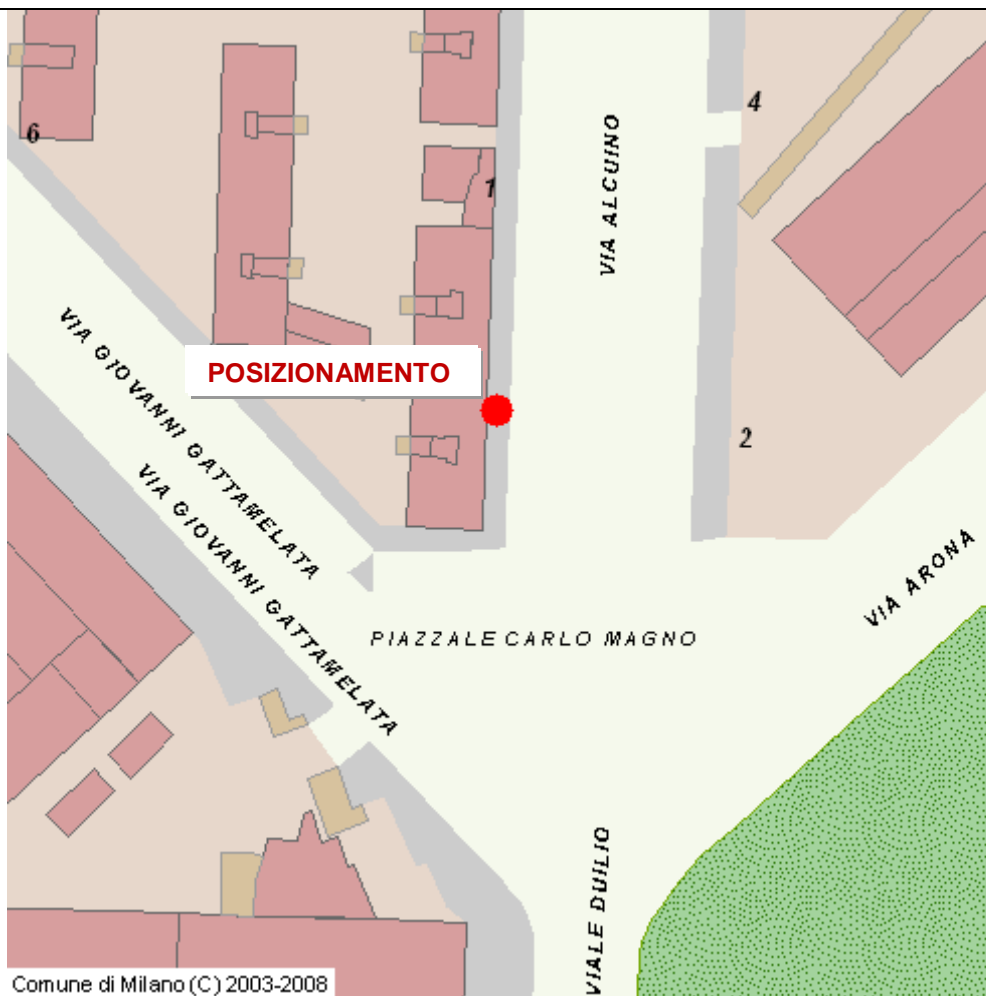 4
6
VIA ALCUINO
1
VIA GIOVANNI GATTAMELATA
POSIZIONAMENTO
2
VIA GIOVANNI GATTAMELATA
VIA ARONA
PIAZZALE CARLO MAGNO
VIALE DUILIO
Comune di Milano (C) 2003-2008